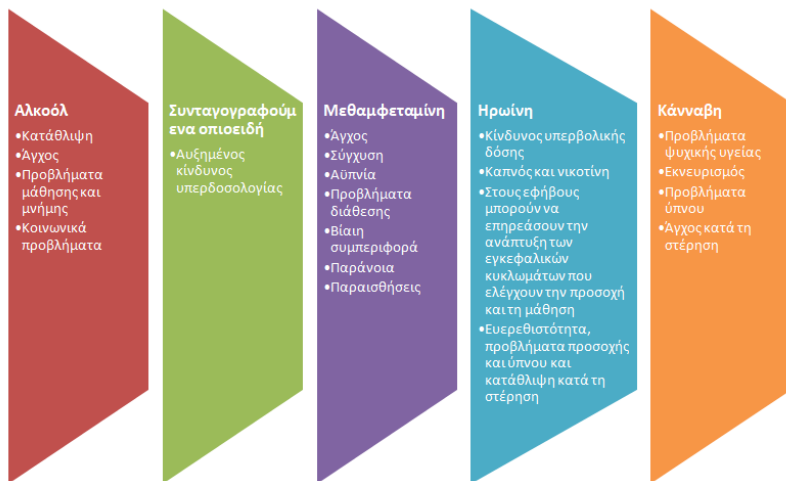 Αλκοόλ
•Κατάθλιψη
•Άγχος
•Προβλήματα
μάθησης και
μνήμης
•Κοινωνικά
προβλήματα
Συνταγογραφούμ
ενα οπιοειδή
•Αυξημένος
κίνδυνος
υπερδοσολογίας
Μεθαμφεταμίνη
•Άγχος
•Σύγχυση
•Αϋπνία
•Προβλήματα
διάθεσης
•Βίαιη
συμπεριφορά
•Παράνοια
•Παραισθήσεις
Ηρωίνη
•Κίνδυνος υπερβολικής
δόσης
•Καπνός και νικοτίνη
•Στους εφήβους
μπορούν να
επηρεάσουν την
ανάπτυξη των
εγκεφαλικών
κυκλωμάτων που
ελέγχουν την προσοχή
και τη μάθηση
•Ευερεθιστότητα,
προβλήματα προσοχής
και ύπνου και
κατάθλιψη κατά τη
στέρηση
Κάνναβη
•Προβλήματα
ψυχικής υγείας
•Εκνευρισμός
•Προβλήματα
ύπνου
•Άγχος κατά τη
στέρηση